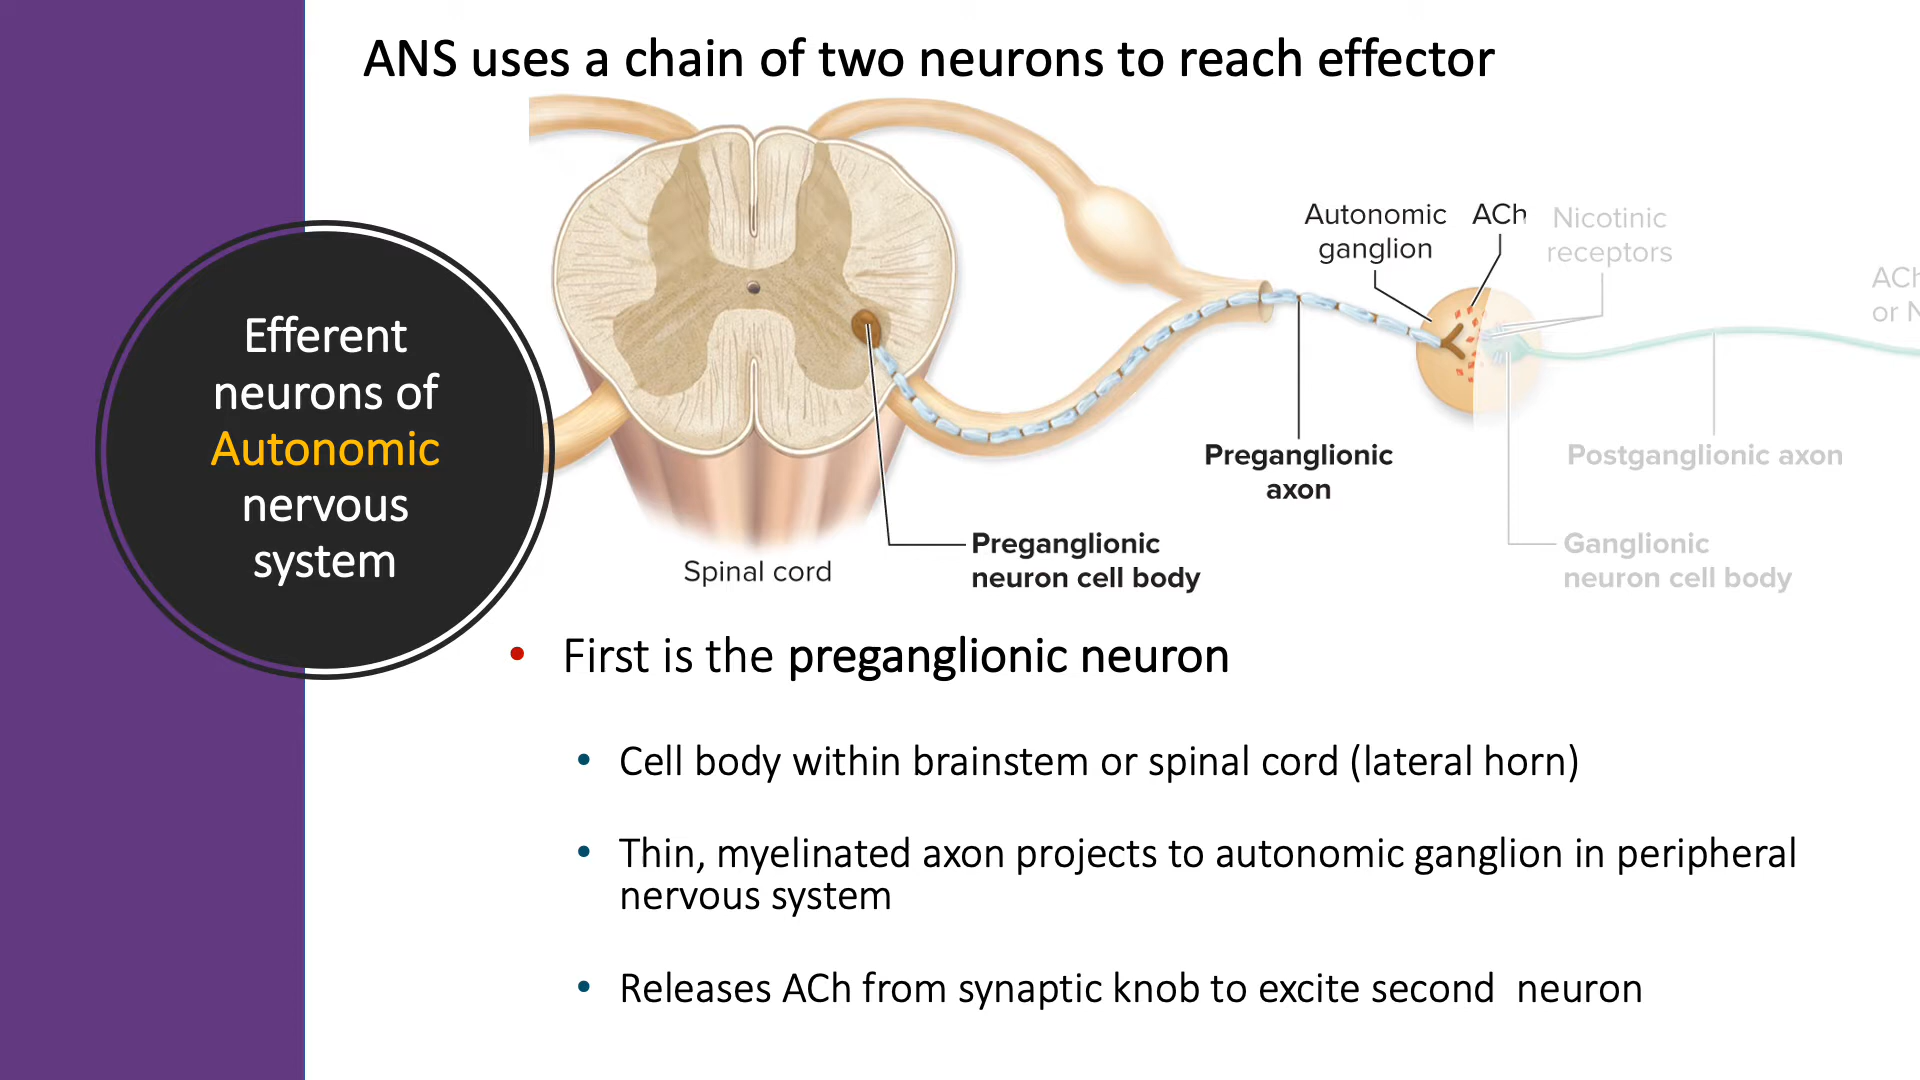 ANS uses a chain of two neurons to reach effector
Efferent
neurons of
Autonomic
nervous
system
Autonomic
ganglion
ACh
Nicotinic
receptors
ACh
or N
Preganglionic
axon
Postganglionic axon
Preganglionic
neuron cell body
Ganglionic
neuron cell body
Spinal cord
• First is the preganglionic neuron
• Cell body within brainstem or spinal cord (lateral horn)
• Thin, myelinated axon projects to autonomic ganglion in peripheral
nervous system
• Releases ACh from synaptic knob to excite second neuron